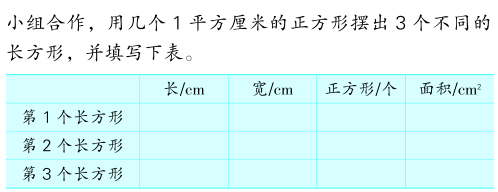 小组合作，用几个 1 平方厘米的正方形摆出 3 个不同的
长方形，并填写下表。
长/cm 宽/cm 正方形/个 面积/cm²
第 1 个长方形
第 2 个长方形
第 3 个长方形